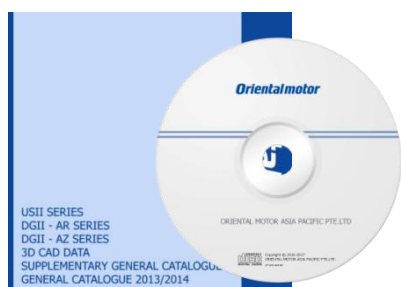 Orientalmotor
ORIENTAL MOTOR ASIA PACIFIC PTE.LTD
USII SERIES
DGII - AR SERIES
DGII - AZ SERIES
3D CAD DATA
SUPPLEMENTARY GENERAL CATALOGU
GENERAL CATALOGUE 2013/2014